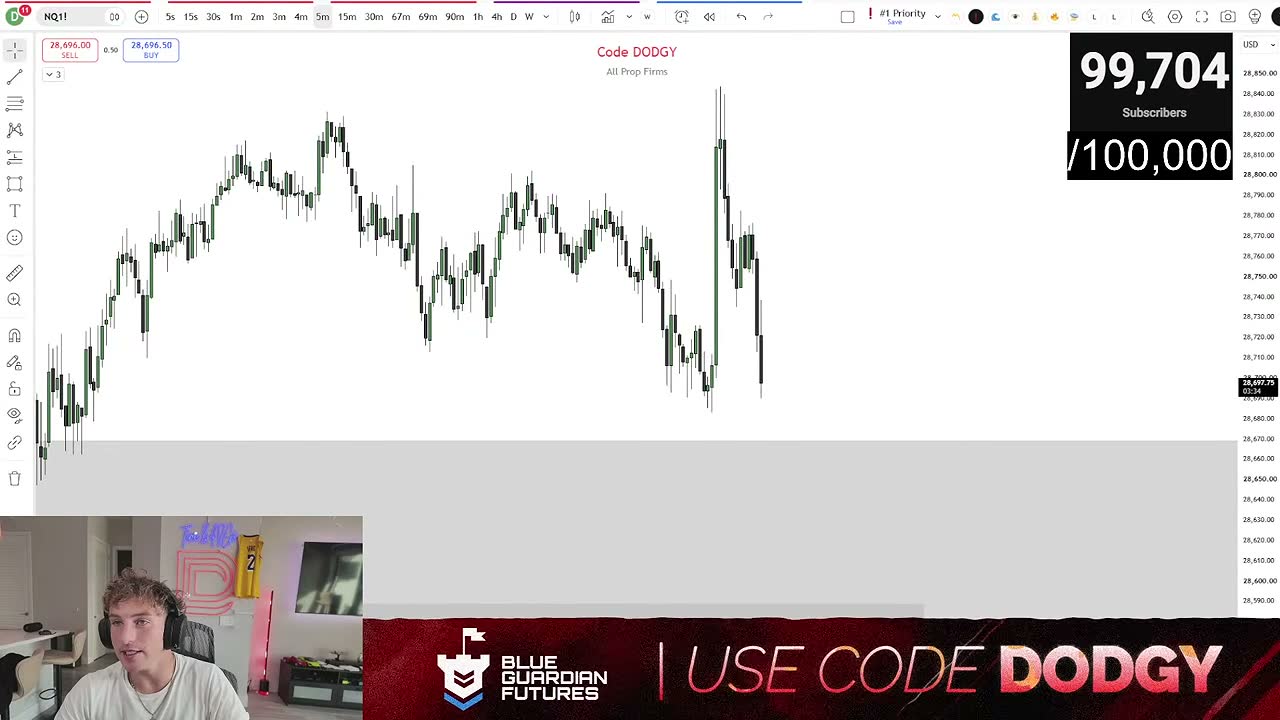 D
11
NQ1!
5s 15s 30s 1m 2m 3m 4m 5m 15m 30m 67m 69m 90m 1h 4h D W
w
#1 Priority
Save
L L
28,696.00
SELL
0.50
28,696.50
BUY
3
Code DODGY
All Prop Firms
USD
99,704
Subscribers
/100,000
28,850.00
28,840.00
28,830.00
28,820.00
28,810.00
28,800.00
28,790.00
28,780.00
28,770.00
28,760.00
28,750.00
28,740.00
28,730.00
28,720.00
28,710.00
28,697.75
03:34
28,680.00
28,670.00
28,660.00
28,650.00
28,640.00
28,630.00
28,620.00
28,610.00
28,600.00
28,590.00
T
D
2
BLUE
GUARDIAN
FUTURES
USE CODE DODGY